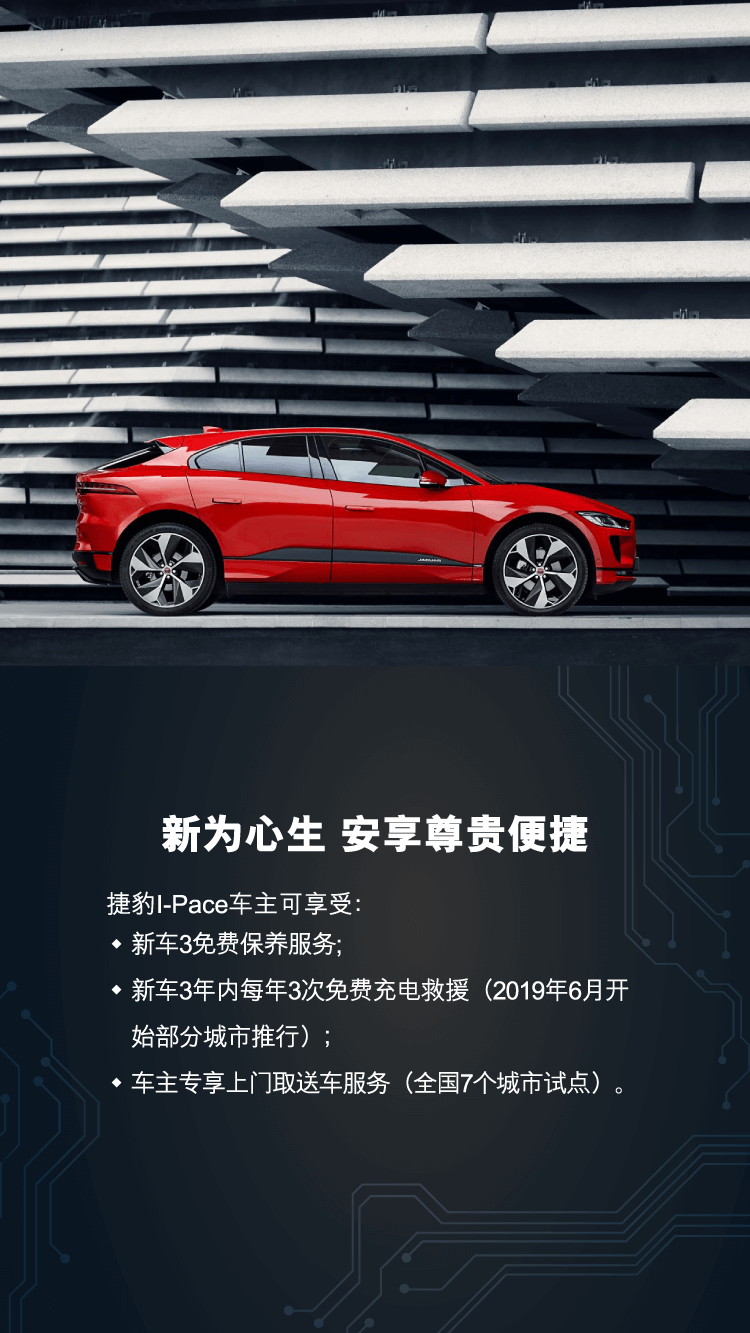 新为心生 安享尊贵便捷
捷豹I-Pace车主可享受：
◆ 新车3免费保养服务;
◆ 新车3年内每年3次免费充电救援（2019年6月开
始部分城市推行）;
◆ 车主专享上门取送车服务（全国7个城市试点）。